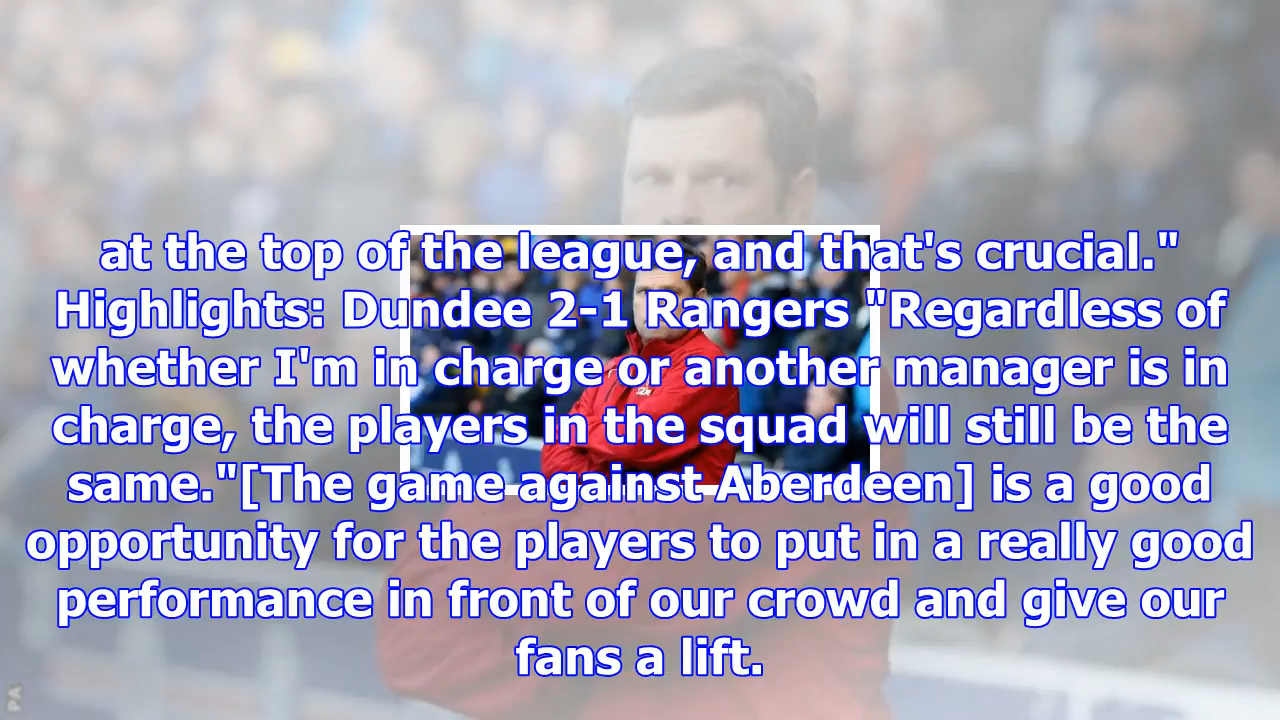 at the top of the league, and that's crucial."
Highlights: Dundee 2-1 Rangers "Regardless of
whether I'm in charge or another manager is in
charge, the players in the squad will still be the
same."[The game against Aberdeen] is a good
opportunity for the players to put in a really good
performance in front of our crowd and give our
fans a lift.
PA